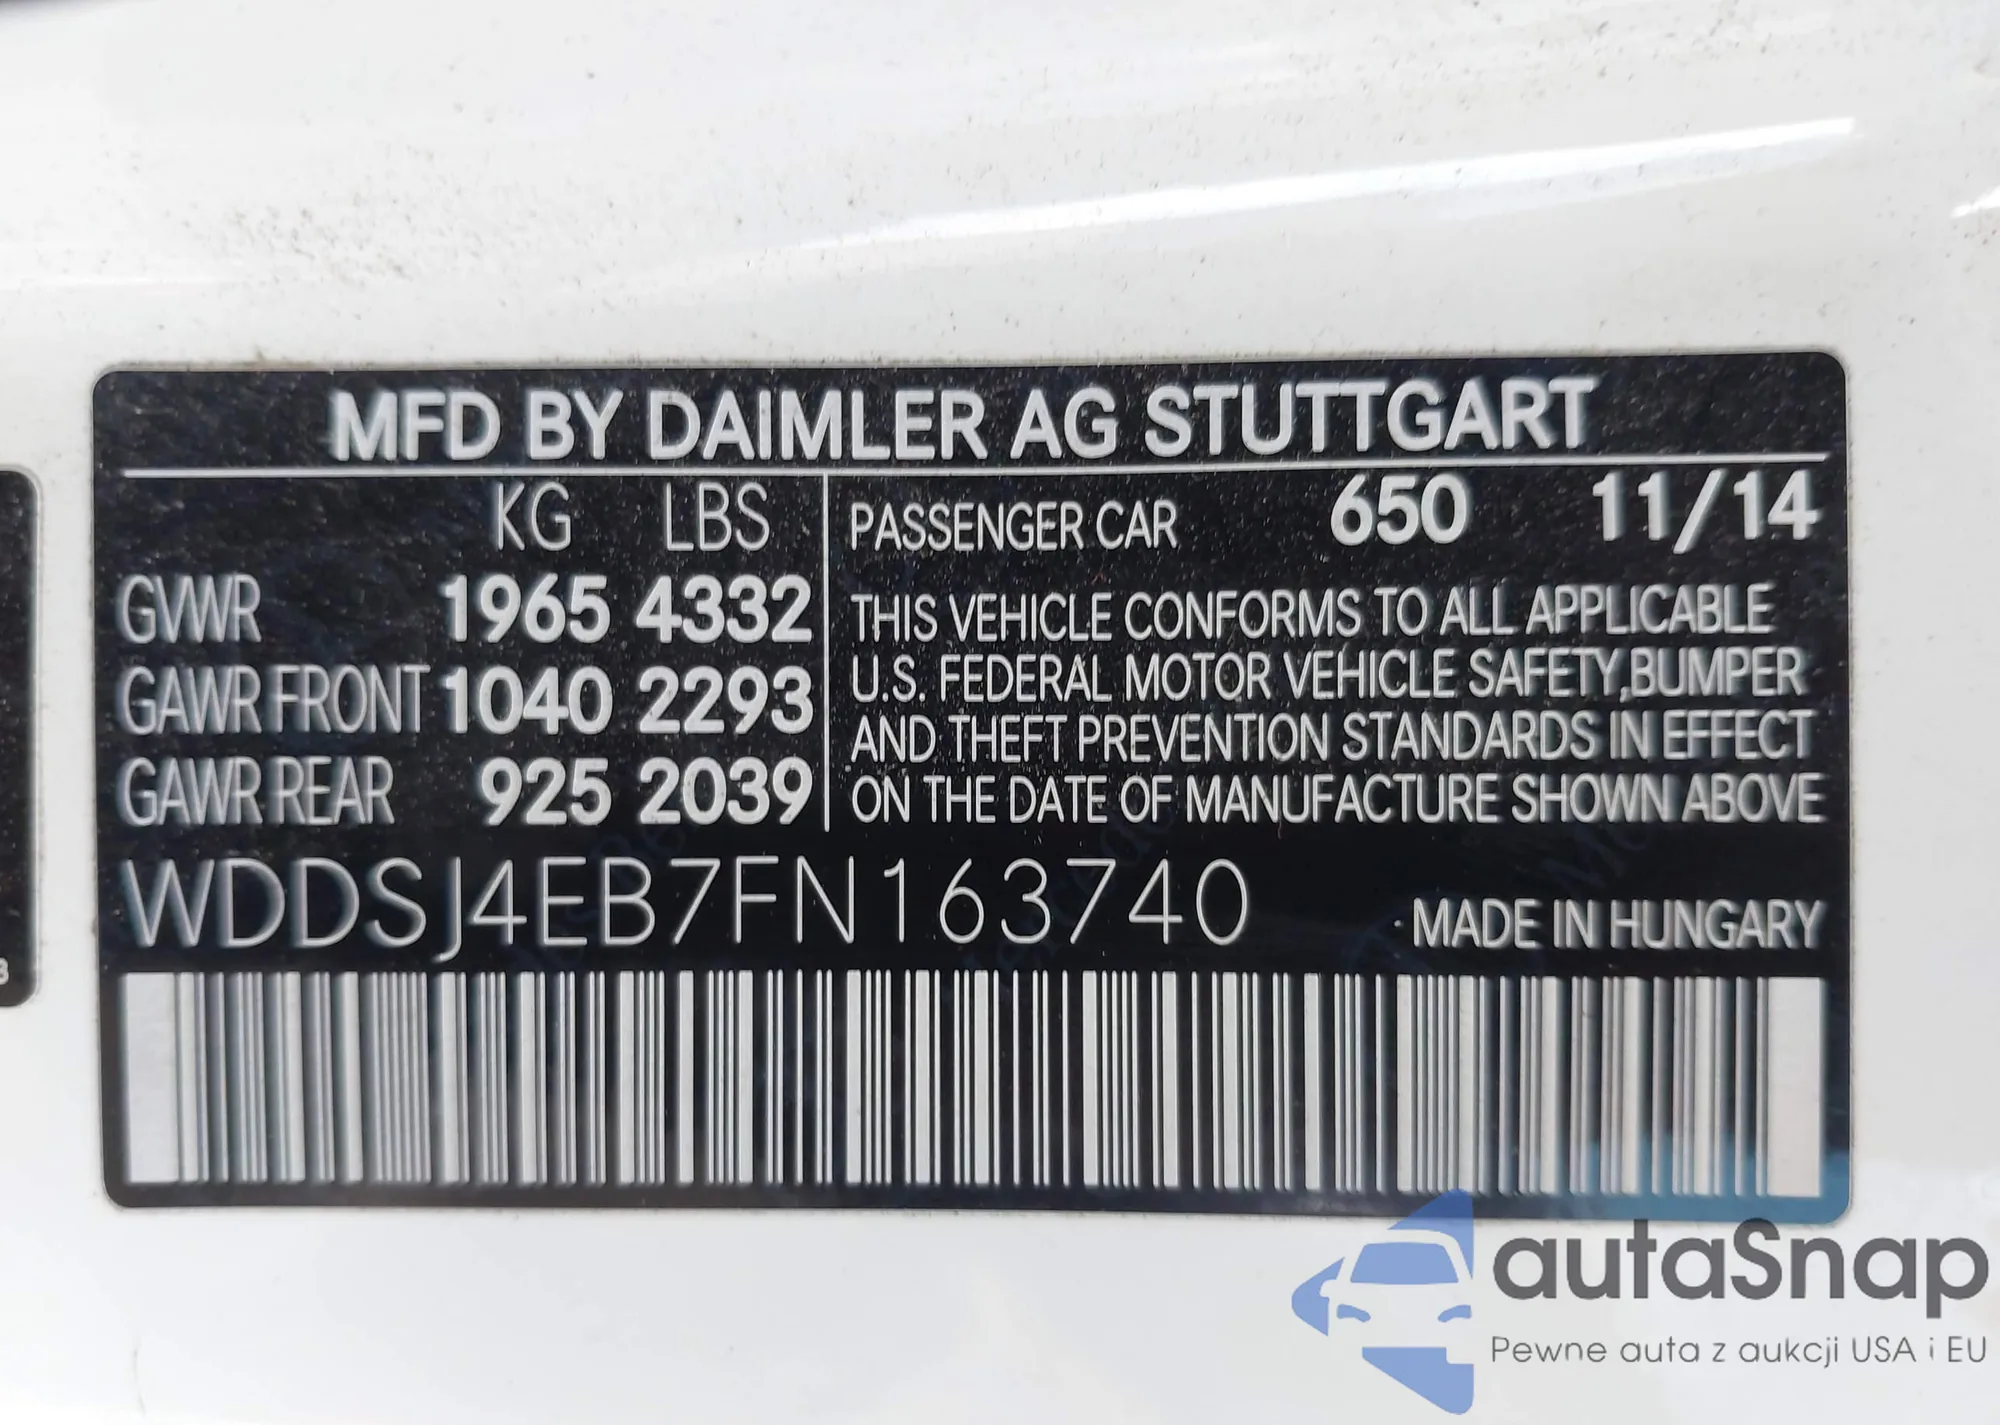 MFD BY DAIMLER AG STUTTGART
KG LBS
GVWR 1965 4332
GAWR FRONT 1040 2293
GAWR REAR 925 2039
PASSENGER CAR 650 11/14
THIS VEHICLE CONFORMS TO ALL APPLICABLE
U.S. FEDERAL MOTOR VEHICLE SAFETY,BUMPER
AND THEFT PREVENTION STANDARDS IN EFFECT
ON THE DATE OF MANUFACTURE SHOWN ABOVE
WDDSJ4EB7FN163740
MADE IN HUNGARY
autaSnap
Pewne auta z aukcji USA i EU